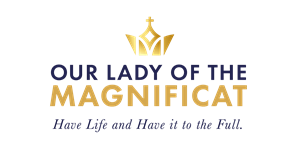 OUR LADY OF THE
MAGNIFICAT
Have Life and Have it to the Full.